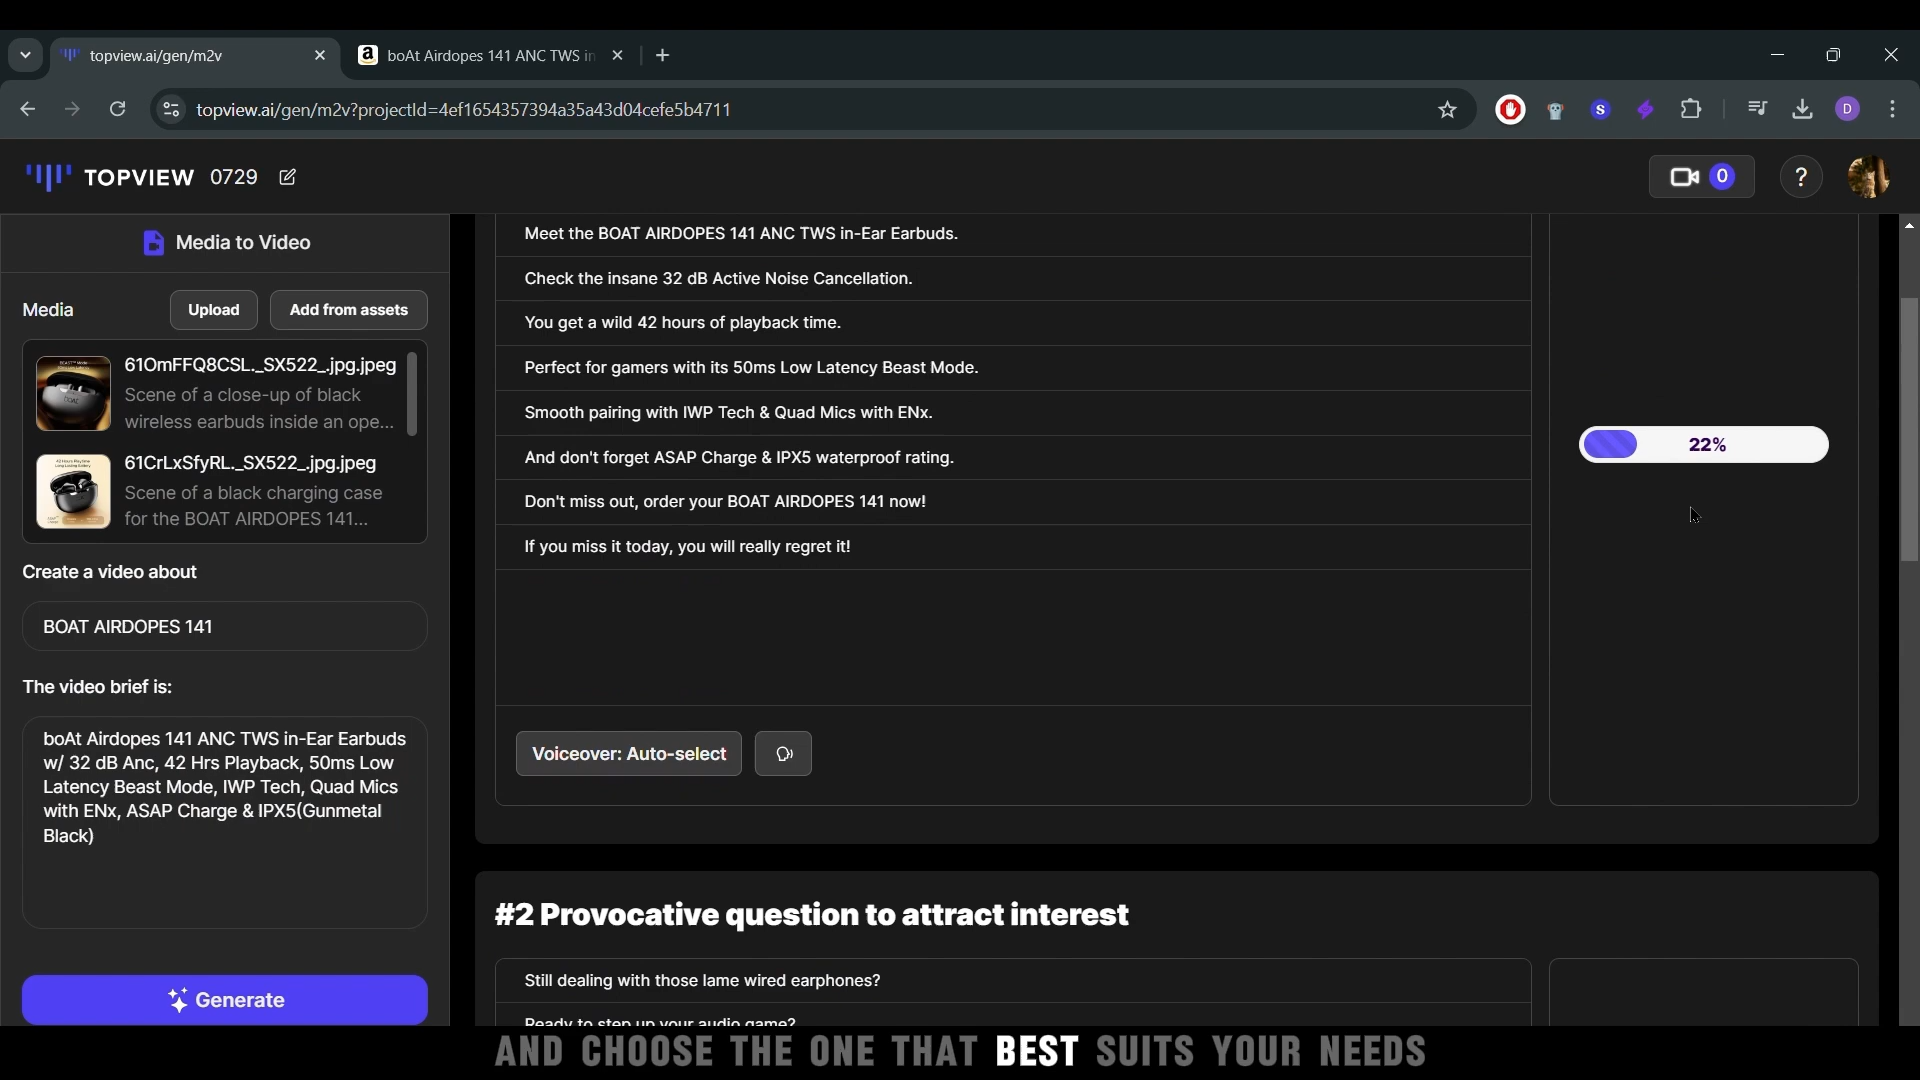 topview.ai/gen/m2v
boAt Airdopes 141 ANC TWS in
topview.ai/gen/m2v?projectId=4ef1654357394a35a43d04cefe5b4711
S
D
TOPVIEW 0729
0
?
Media to Video
Media
Upload
Add from assets
61OmFFQ8CSL._SX522_.jpg.jpeg
Scene of a close-up of black
wireless earbuds inside an ope...
61CrLxSfyRL._SX522_.jpg.jpeg
Scene of a black charging case
for the BOAT AIRDOPES 141...
Create a video about
BOAT AIRDOPES 141
The video brief is:
boAt Airdopes 141 ANC TWS in-Ear Earbuds
w/ 32 dB Anc, 42 Hrs Playback, 50ms Low
Latency Beast Mode, IWP Tech, Quad Mics
with ENx, ASAP Charge & IPX5(Gunmetal
Black)
Generate
Meet the BOAT AIRDOPES 141 ANC TWS in-Ear Earbuds.
Check the insane 32 dB Active Noise Cancellation.
You get a wild 42 hours of playback time.
Perfect for gamers with its 50ms Low Latency Beast Mode.
Smooth pairing with IWP Tech & Quad Mics with ENx.
And don't forget ASAP Charge & IPX5 waterproof rating.
Don't miss out, order your BOAT AIRDOPES 141 now!
If you miss it today, you will really regret it!
Voiceover: Auto-select
22%
#2 Provocative question to attract interest
Still dealing with those lame wired earphones?
Ready to step up your audio game?
AND CHOOSE THE ONE THAT BEST SUITS YOUR NEEDS